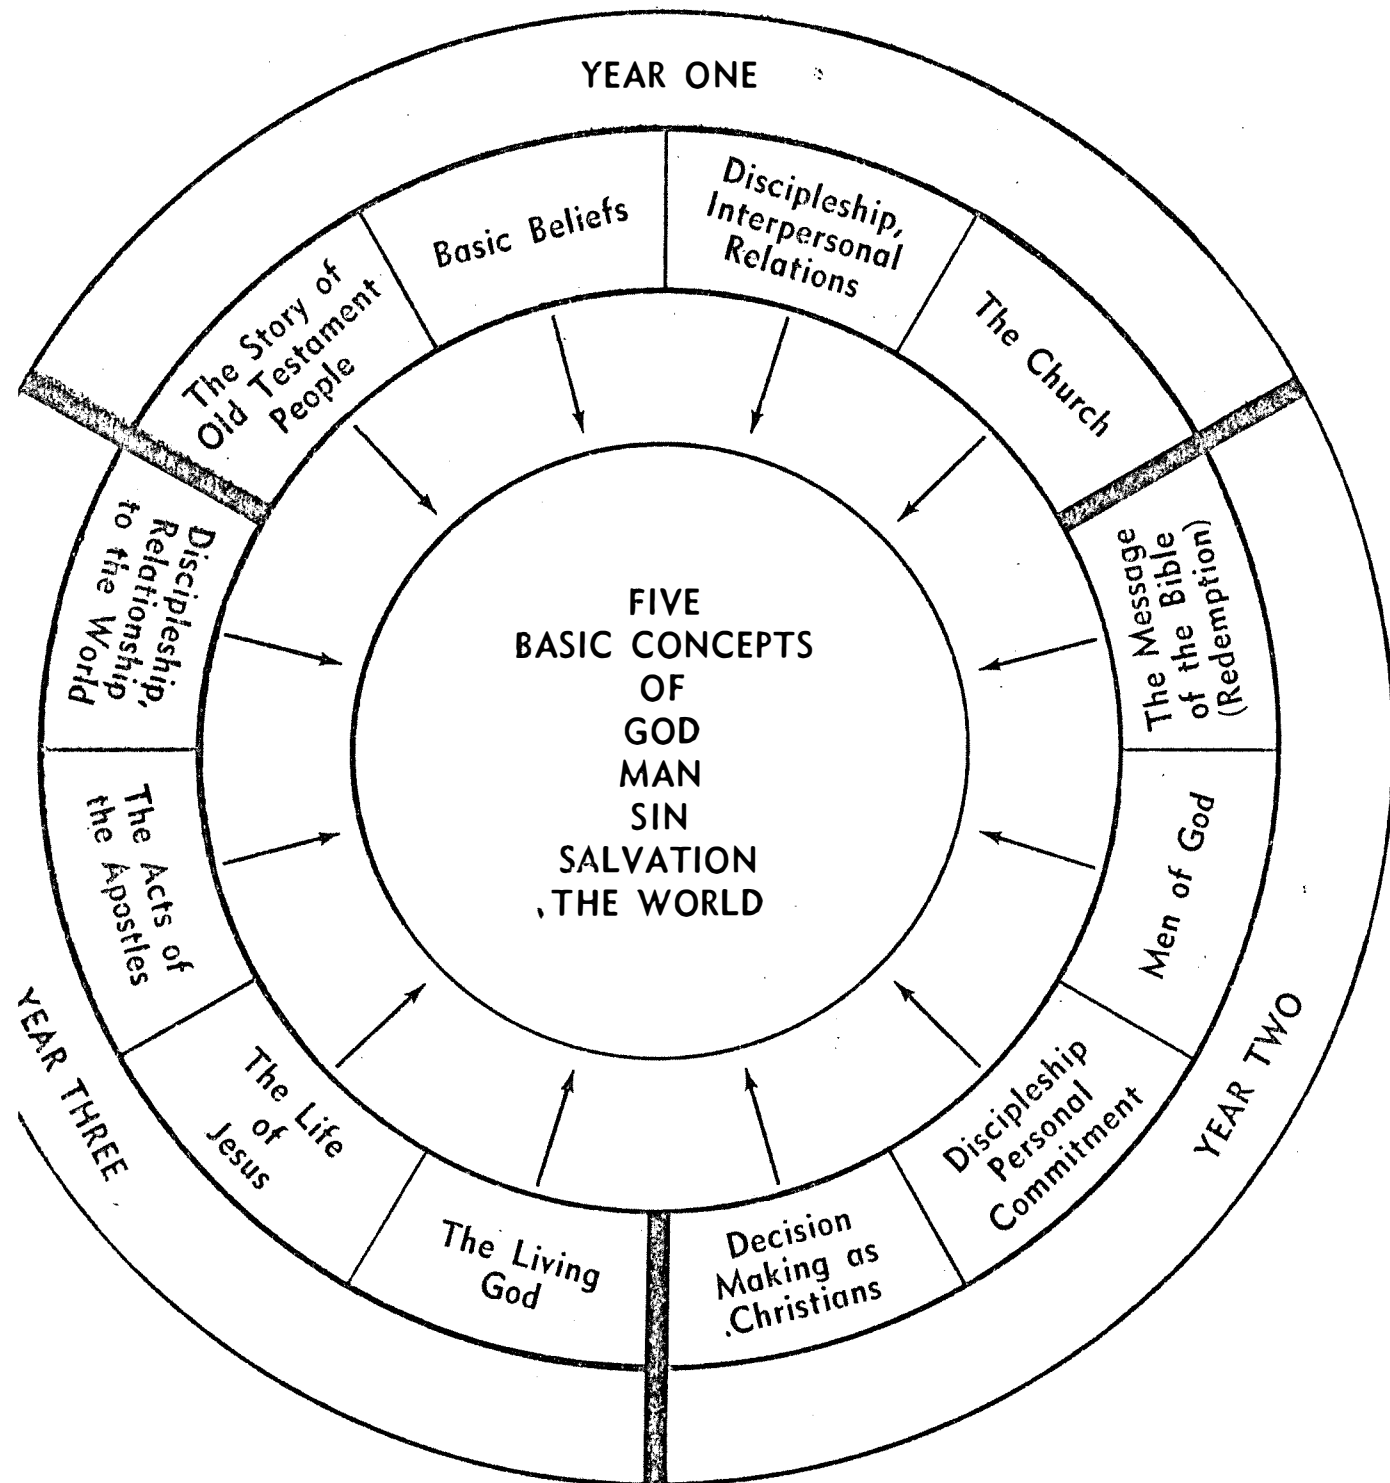 YEAR ONE
The Story of
Old Testament
People
Basic Beliefs
Discipleship,
Interpersonal
Relations
The Church
The Message
of the Bible
(Redemption)
Men of God
Discipleship
Personal
Commitment
Decision
Making as
Christians
YEAR TWO
The Living
God
The Life
of
Jesus
The Acts of
the Apostles
Discipleship,
Relationship
to the World
YEAR THREE
FIVE
BASIC CONCEPTS
OF
GOD
MAN
SIN
SALVATION
THE WORLD